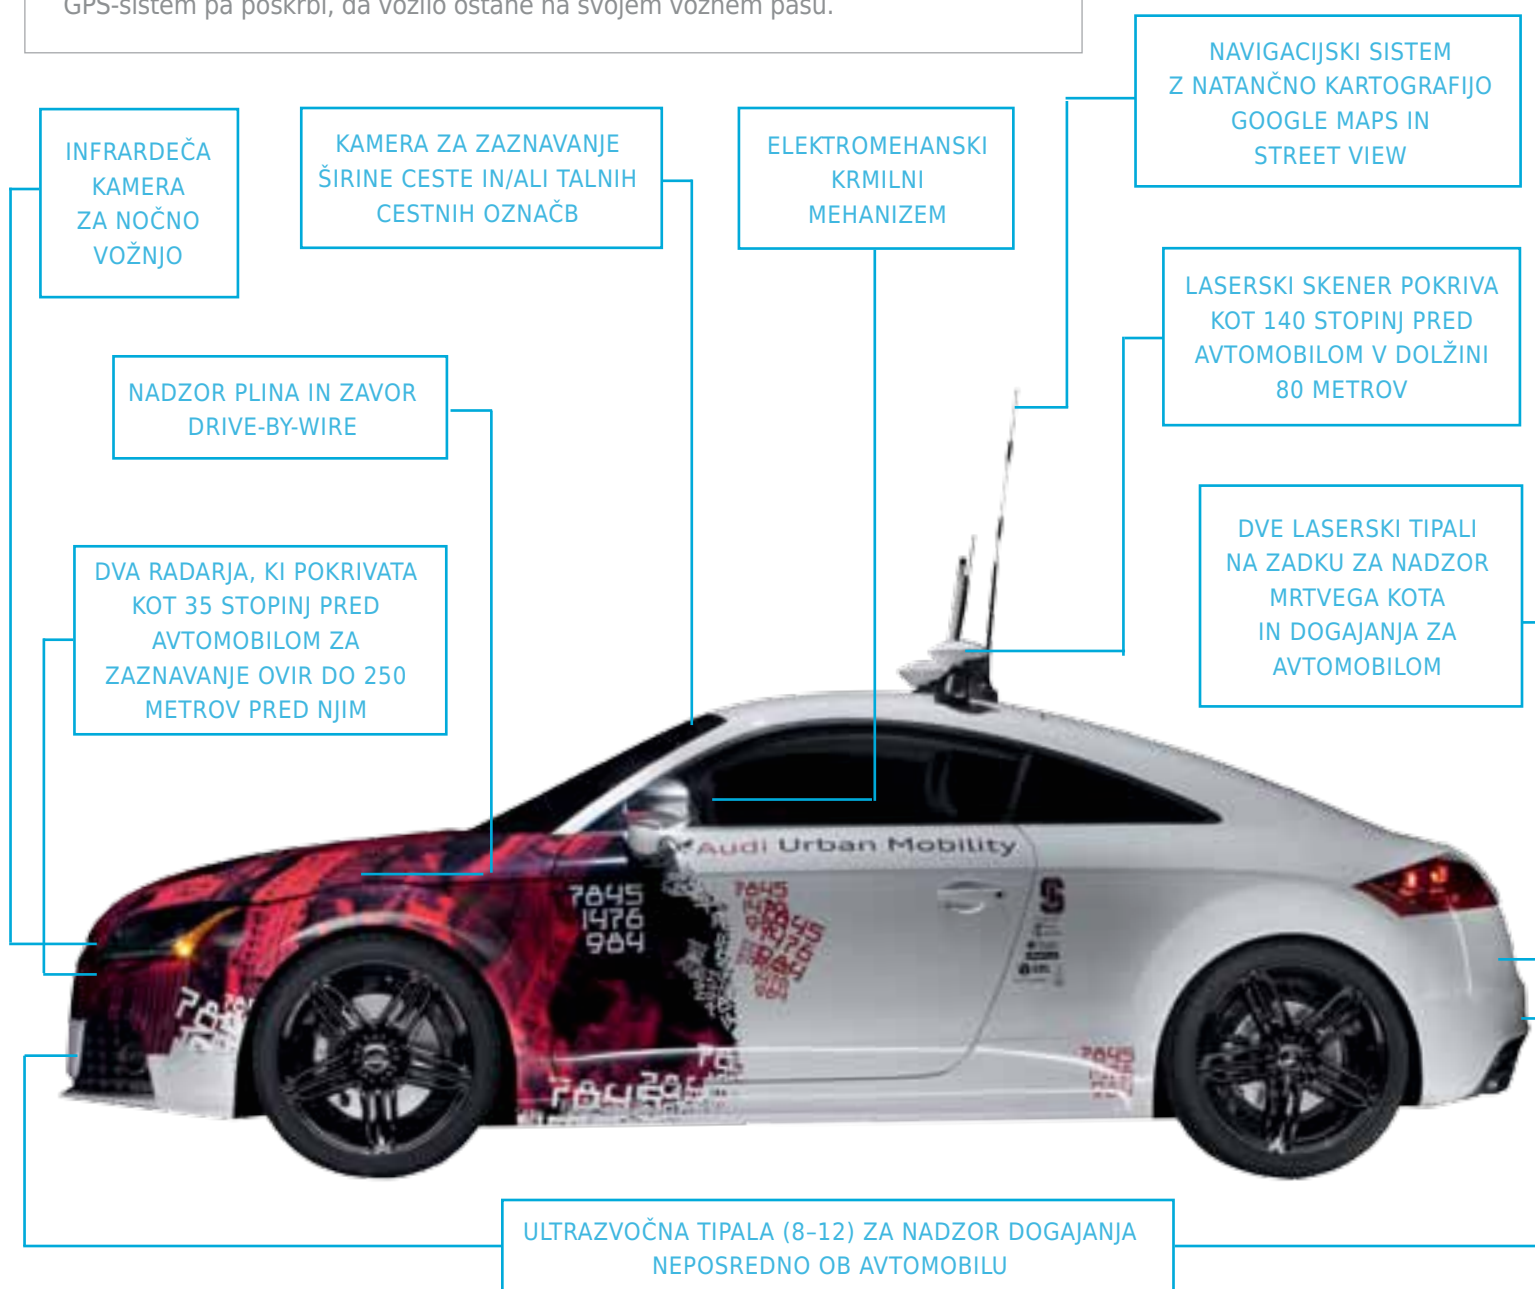 GPS-sistem pa poskrbi, da vozilo ostane na svojem voznem pasu.
NAVIGACIJSKI SISTEM
Z NATANČNO KARTOGRAFIJO
GOOGLE MAPS IN
STREET VIEW
INFRARDEČA
KAMERA
ZA NOČNO
VOŽNJO
KAMERA ZA ZAZNAVANJE
ŠIRINE CESTE IN/ALI TALNIH
CESTNIH OZNAČB
ELEKTROMEHANSKI
KRMILNI
MEHANIZEM
LASERSKI SKENER POKRIVA
KOT 140 STOPINJ PRED
AVTOMOBILOM V DOLŽINI
80 METROV
NADZOR PLINA IN ZAVOR
DRIVE-BY-WIRE
DVE LASERSKI TIPALI
NA ZADKU ZA NADZOR
MRTVEGA KOTA
IN DOGAJANJA ZA
AVTOMOBILOM
DVA RADARJA, KI POKRIVATA
KOT 35 STOPINJ PRED
AVTOMOBILOM ZA
ZAZNAVANJE OVIR DO 250
METROV PRED NJIM
Audi Urban Mobility
7845
1476
984
7845
S
7845
7845
ULTRAZVOČNA TIPALA (8–12) ZA NADZOR DOGAJANJA
NEPOSREDNO OB AVTOMOBILU